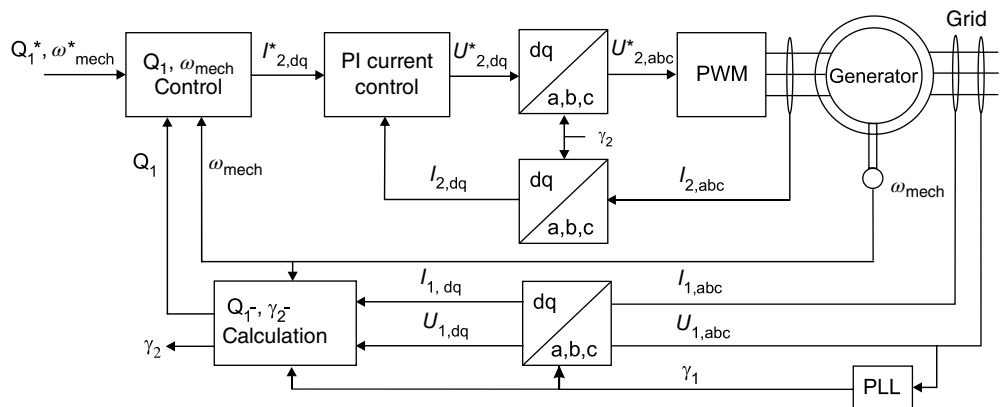 Grid
Q₁*, ω*mech
Q₁, ωmech
Control
I*2,dq
PI current
control
U*2,dq
dq
a,b,c
U*2,abc
PWM
Generator
γ₂
Q₁
ωmech
I2,dq
dq
a,b,c
I2,abc
ωmech
Q₁-, γ₂-
Calculation
I1, dq
U1,dq
dq
a,b,c
I1,abc
U1,abc
γ₂
γ₁
PLL